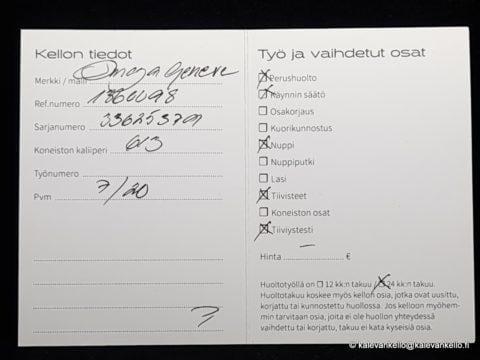 Kellon tiedot
Merkki / malli Omega Geneve
Ref.numero 1360098
Sarjanumero 33625379
Koneiston kaliiperi 613
Työnumero
Pvm 7/20
7
Työ ja vaihdetut osat
Perushuolto
Käynnin säätö
Osakorjaus
Kuorikunnostus
Nuppi
Nuppiputki
Lasi
Tiivisteet
Koneiston osat
Tiiviystesti
Hinta — €
Huoltotyöllä on 12 kk:n takuu / 24 kk:n takuu.
Huoltotakuu koskee myös kellon osia, jotka ovat uusittu,
korjattu tai kunnostettu huollossa. Jos kelloon myöhem-
min tarvitaan osia, joita ei ole huollon yhteydessä
vaihdettu tai korjattu, takuu ei kata kyseisiä osia.
© kalevankello@kalevankello.fi